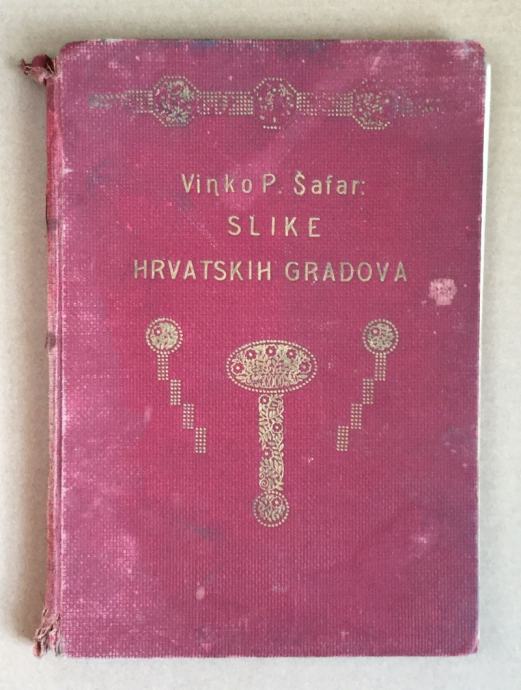 Vinko P. Šafar:
SLIKE
HRVATSKIH GRADOVA